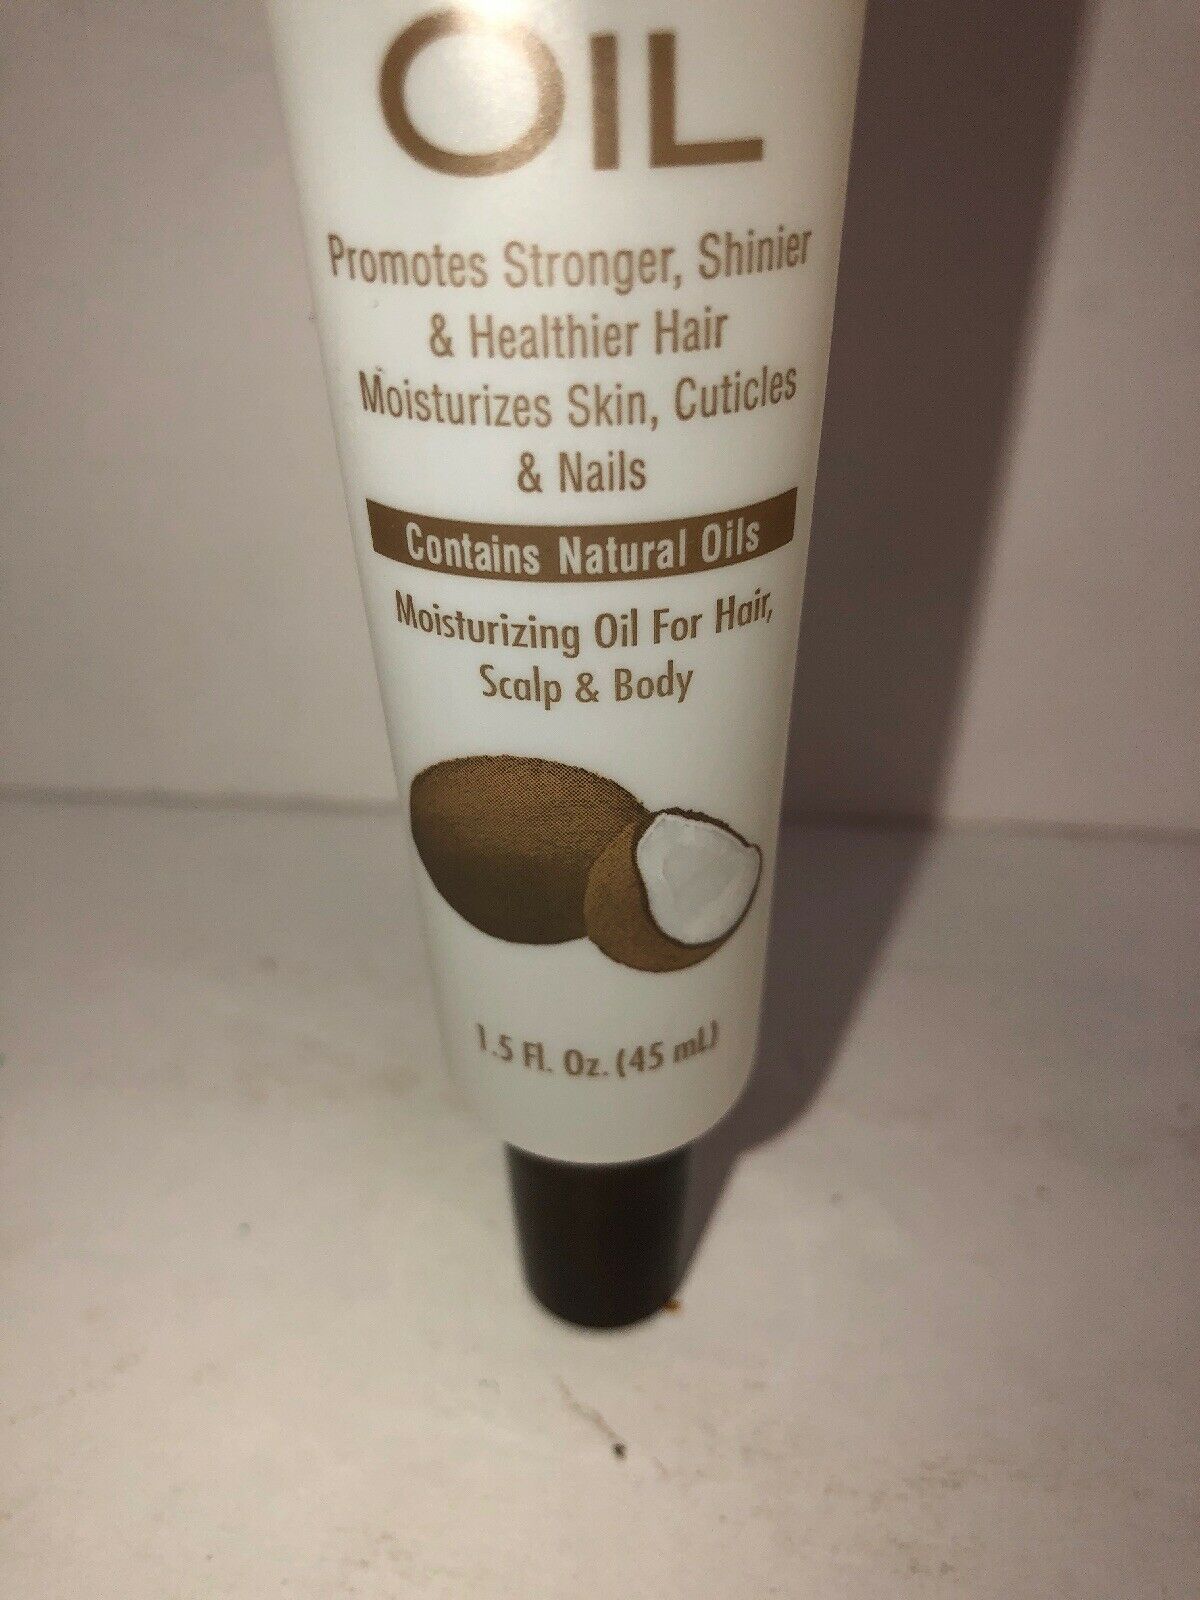 OIL
Promotes Stronger, Shinier
& Healthier Hair
Moisturizes Skin, Cuticles
& Nails
Contains Natural Oils
Moisturizing Oil For Hair,
Scalp & Body
1.5 Fl. Oz. (45 mL)